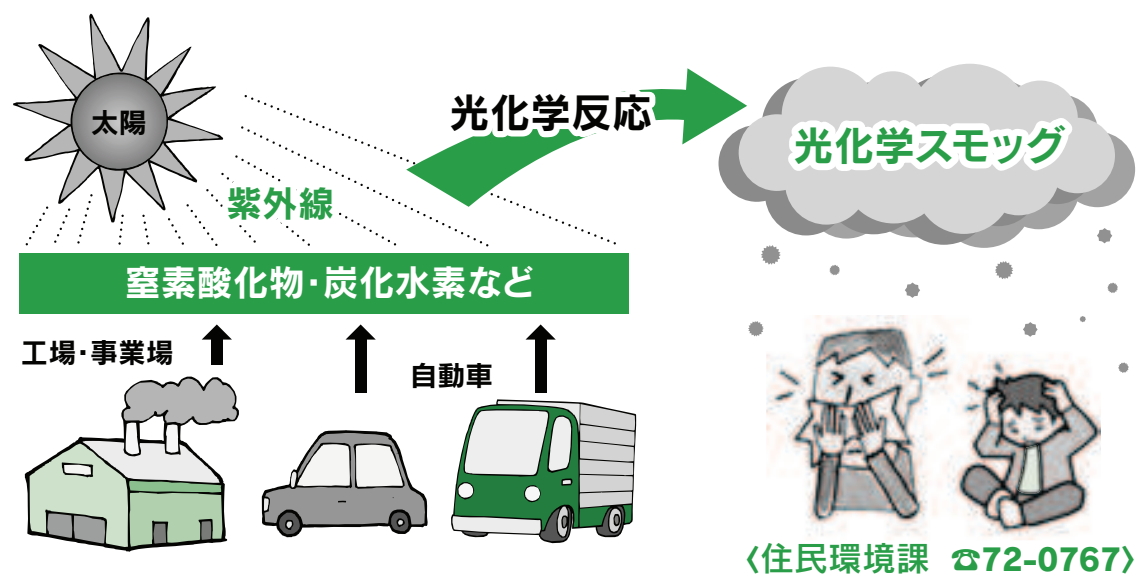 太陽
光化学反応
光化学スモッグ
紫外線
窒素酸化物・炭化水素など
工場・事業場
自動車
〈住民環境課 ☎72-0767〉